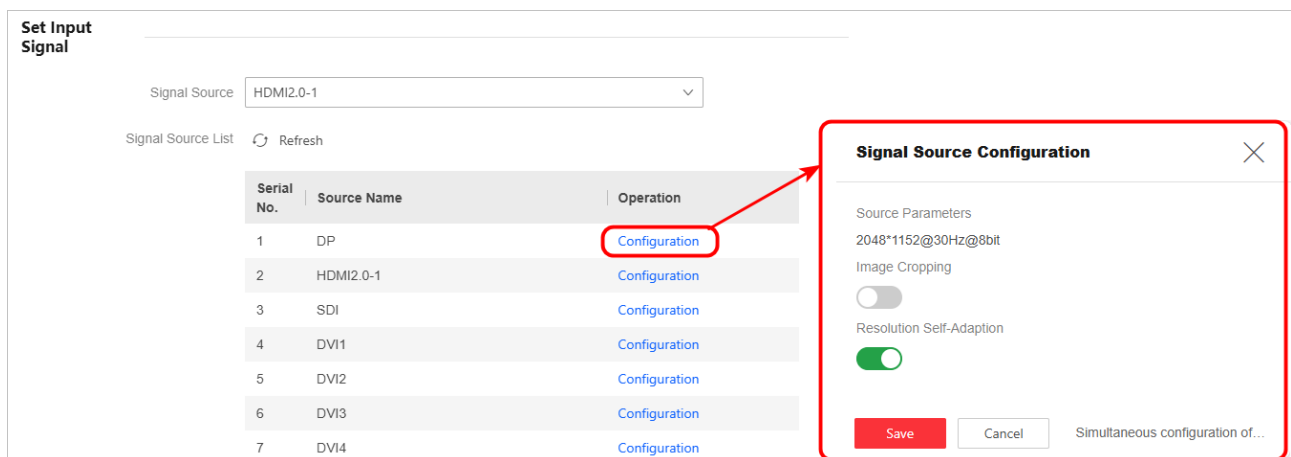 Set Input
Signal
Signal Source HDMI2.0-1
Signal Source List Refresh
Serial
No. Source Name Operation
1 DP Configuration
2 HDMI2.0-1 Configuration
3 SDI Configuration
4 DVI1 Configuration
5 DVI2 Configuration
6 DVI3 Configuration
7 DVI4 Configuration
Signal Source Configuration
Source Parameters
2048*1152@30Hz@8bit
Image Cropping
Resolution Self-Adaption
Save Cancel Simultaneous configuration of...